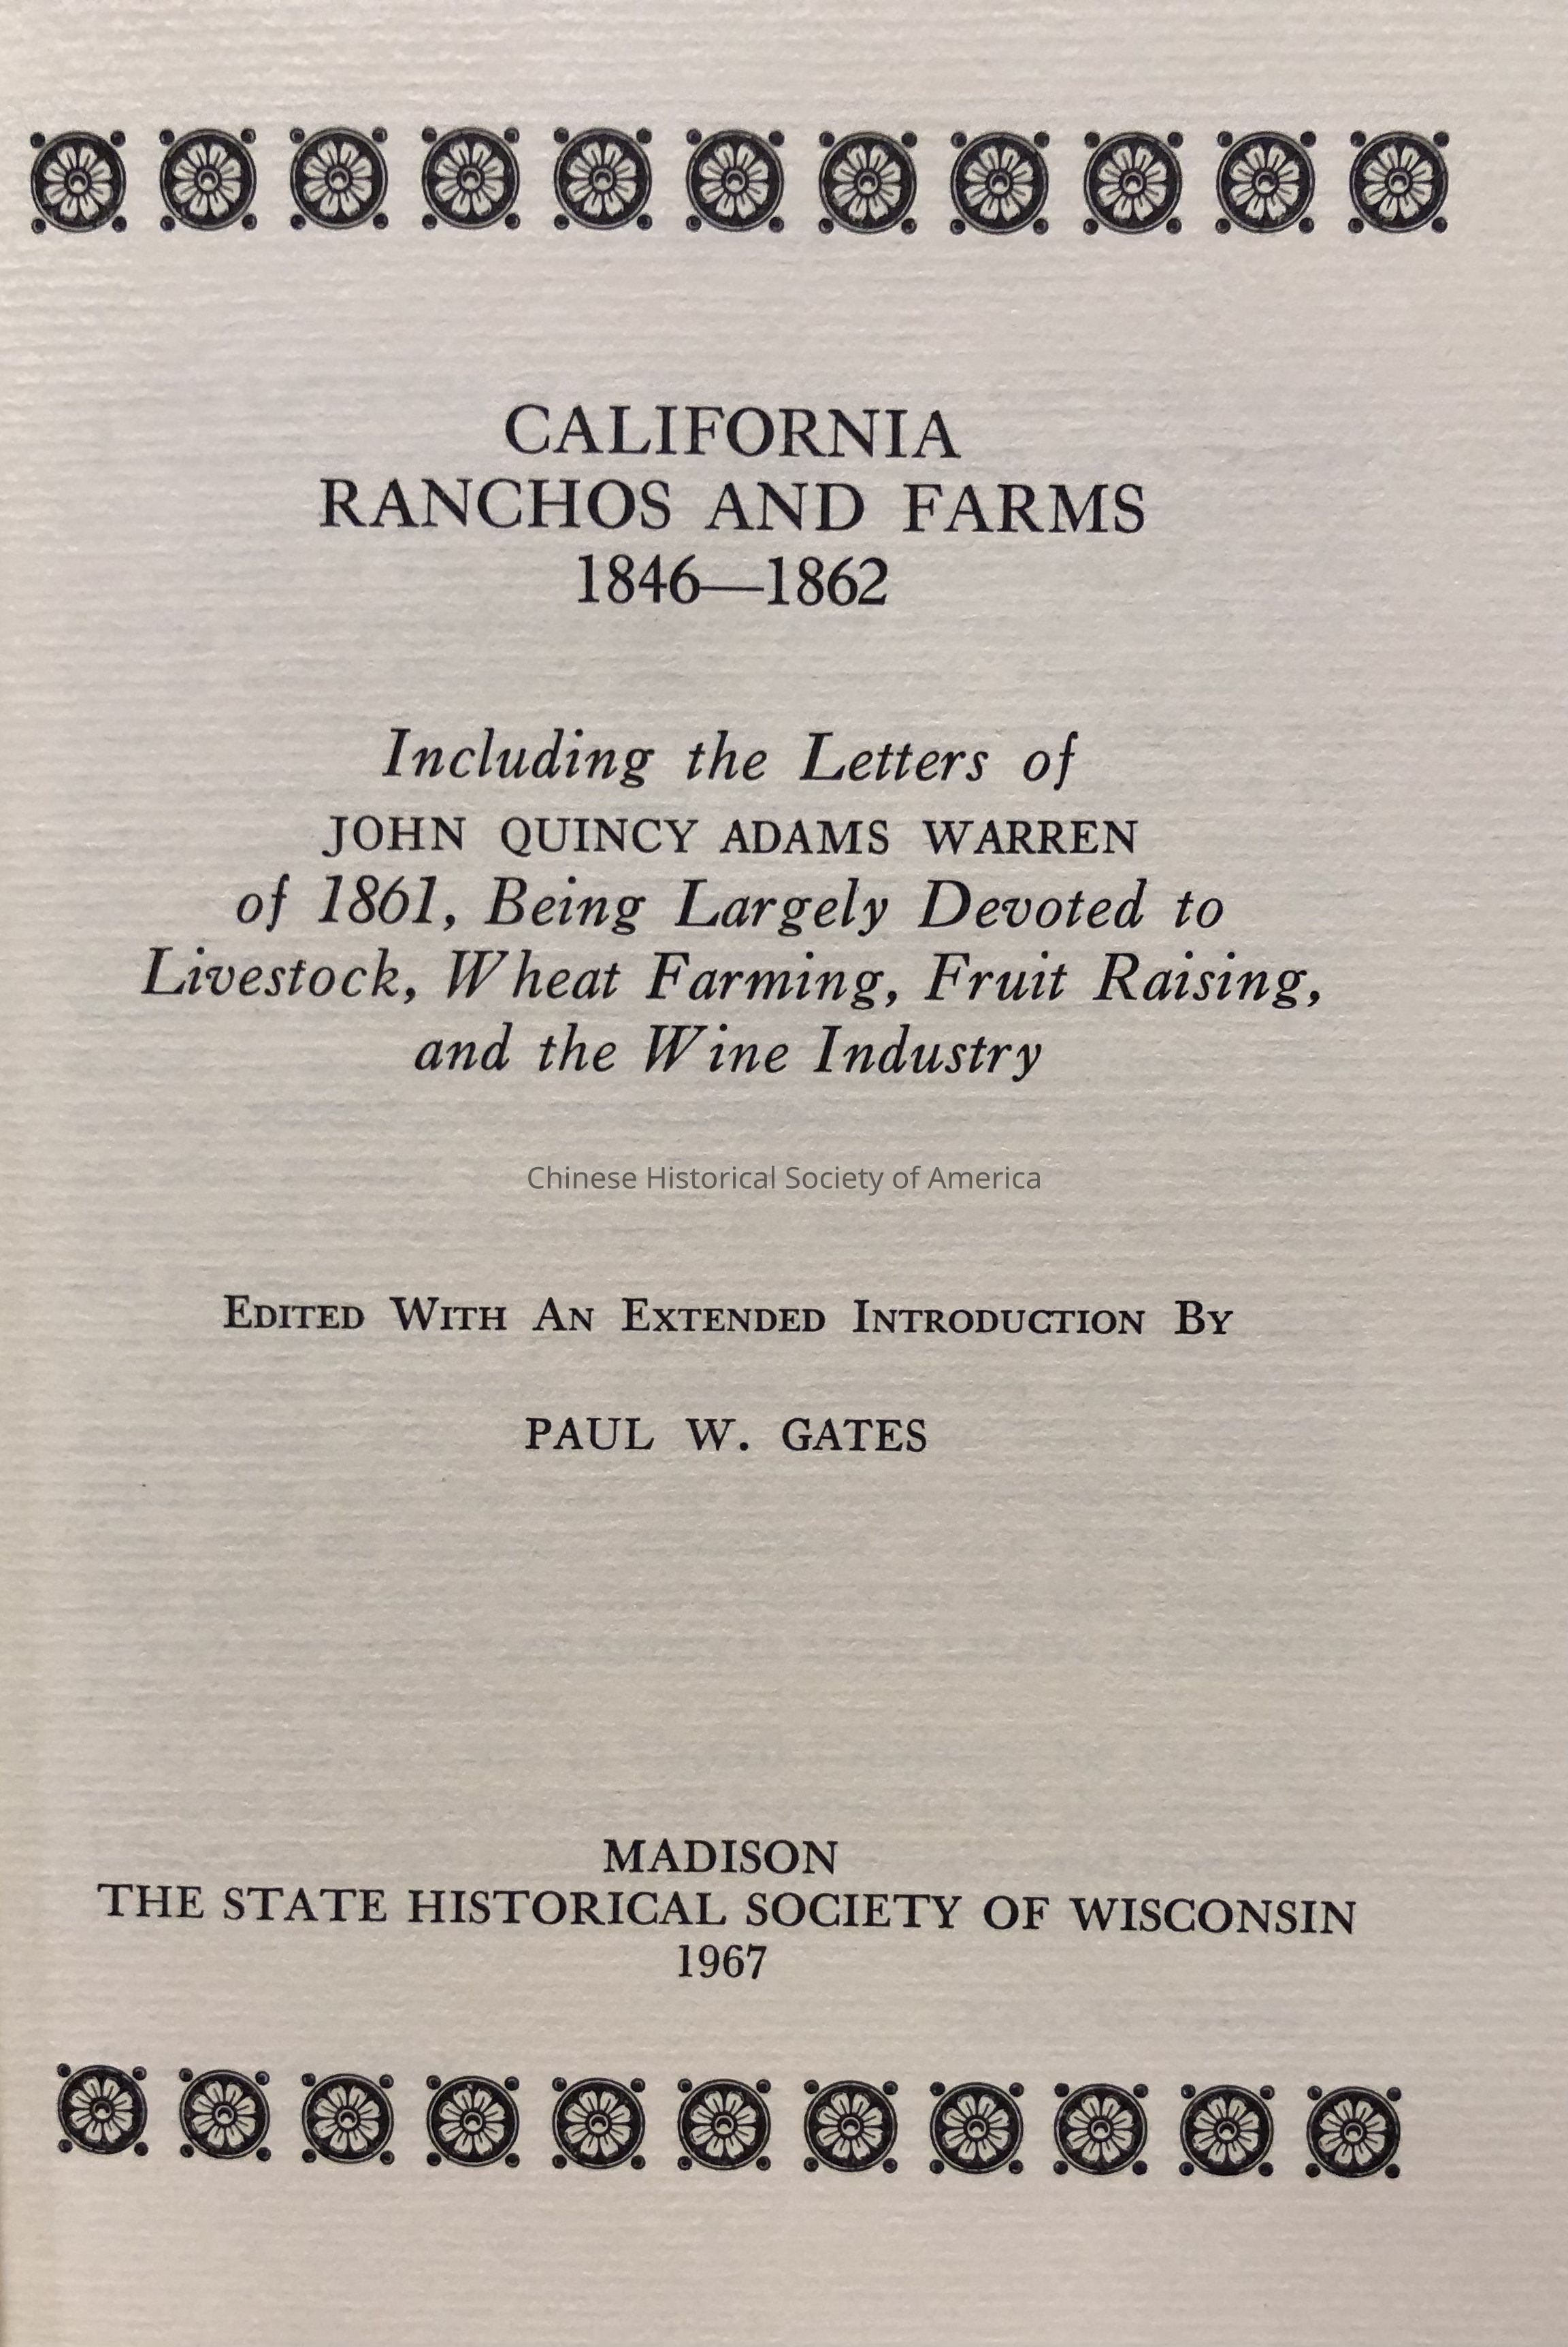 CALIFORNIA
RANCHOS AND FARMS
1846—1862
Including the Letters of
JOHN QUINCY ADAMS WARREN
of 1861, Being Largely Devoted to
Livestock, Wheat Farming, Fruit Raising,
and the Wine Industry
Chinese Historical Society of America
EDITED WITH AN EXTENDED INTRODUCTION BY
PAUL W. GATES
MADISON
THE STATE HISTORICAL SOCIETY OF WISCONSIN
1967